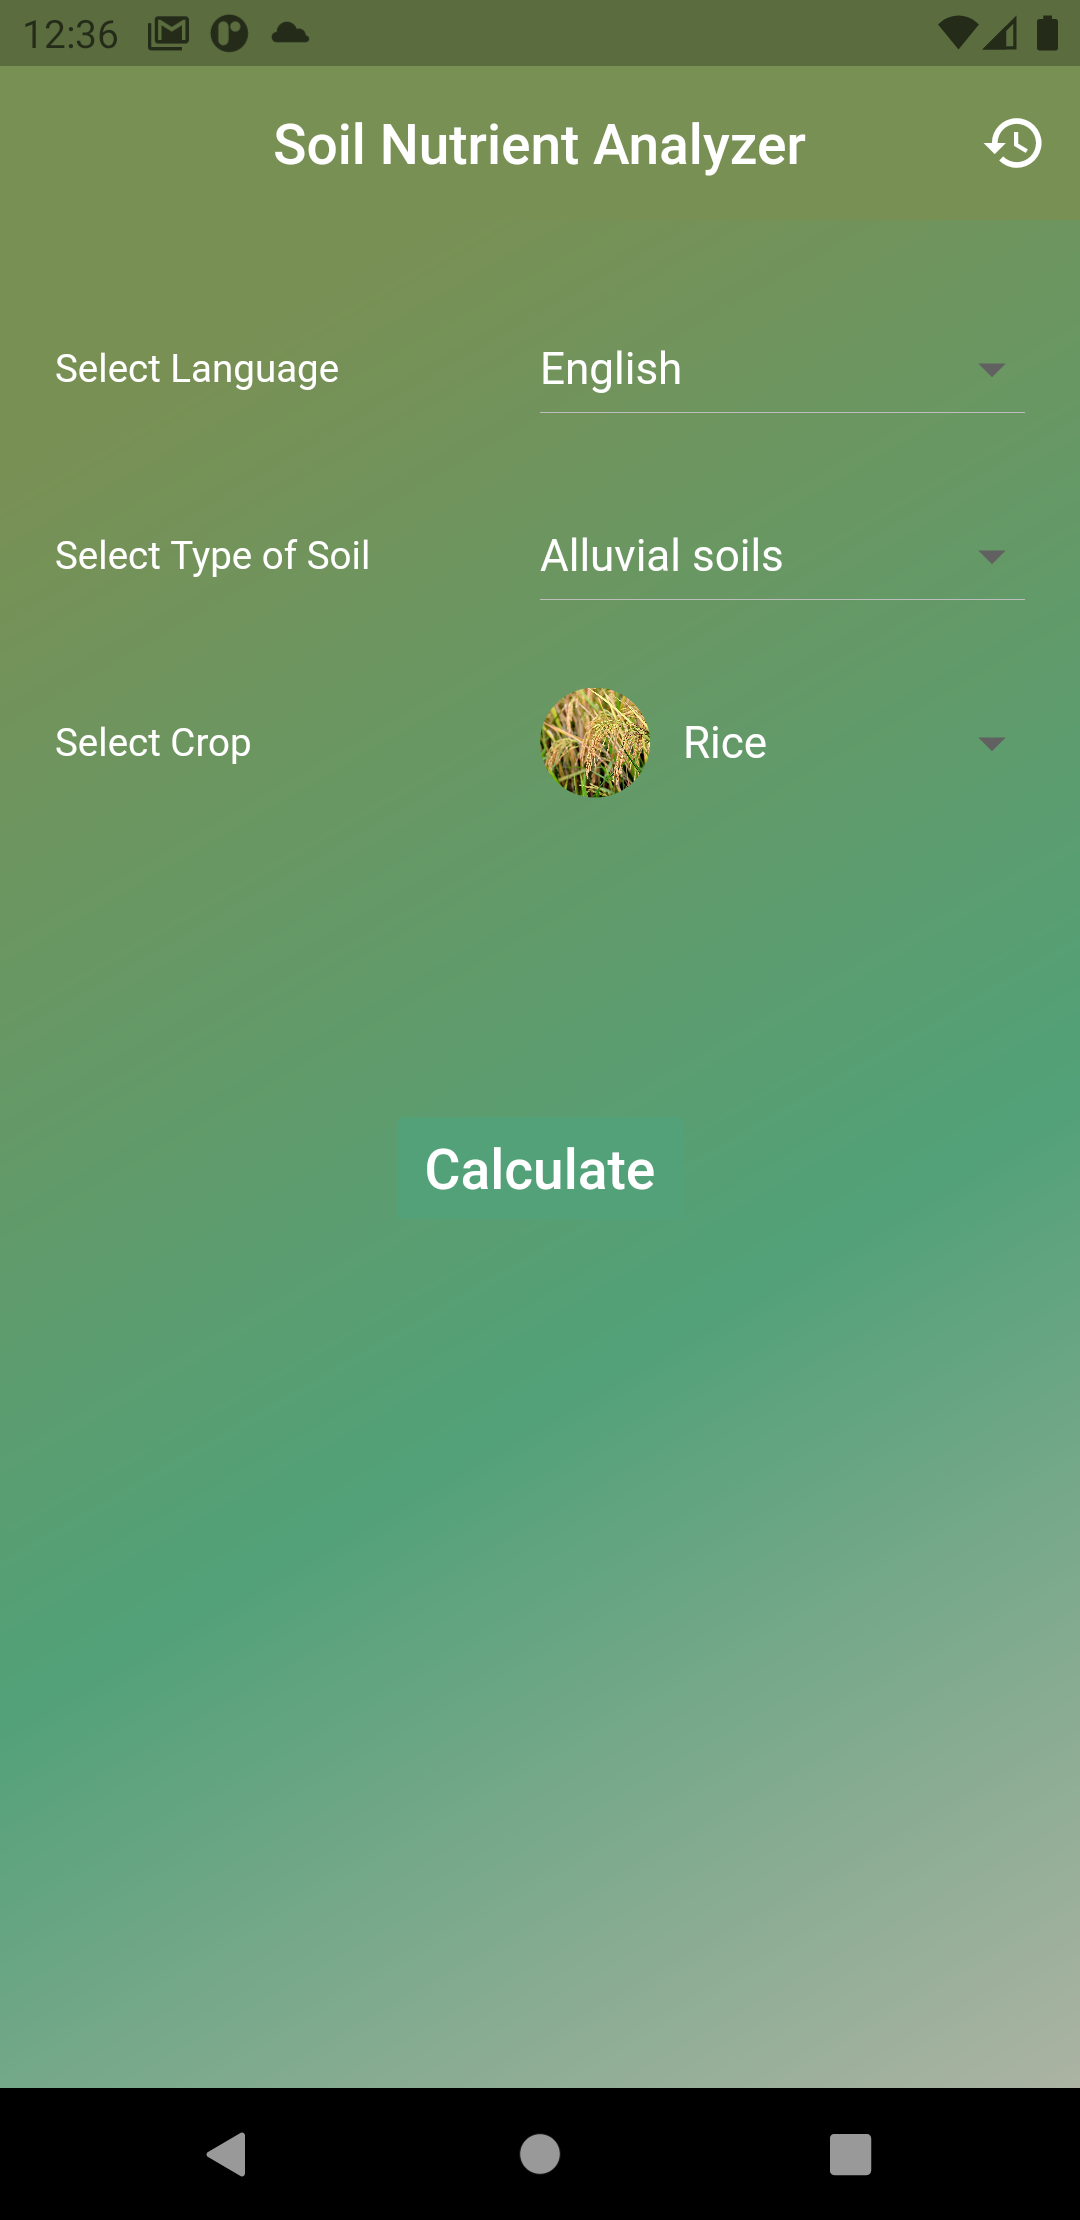 12:36
Soil Nutrient Analyzer
Select Language English
Select Type of Soil Alluvial soils
Select Crop Rice
Calculate